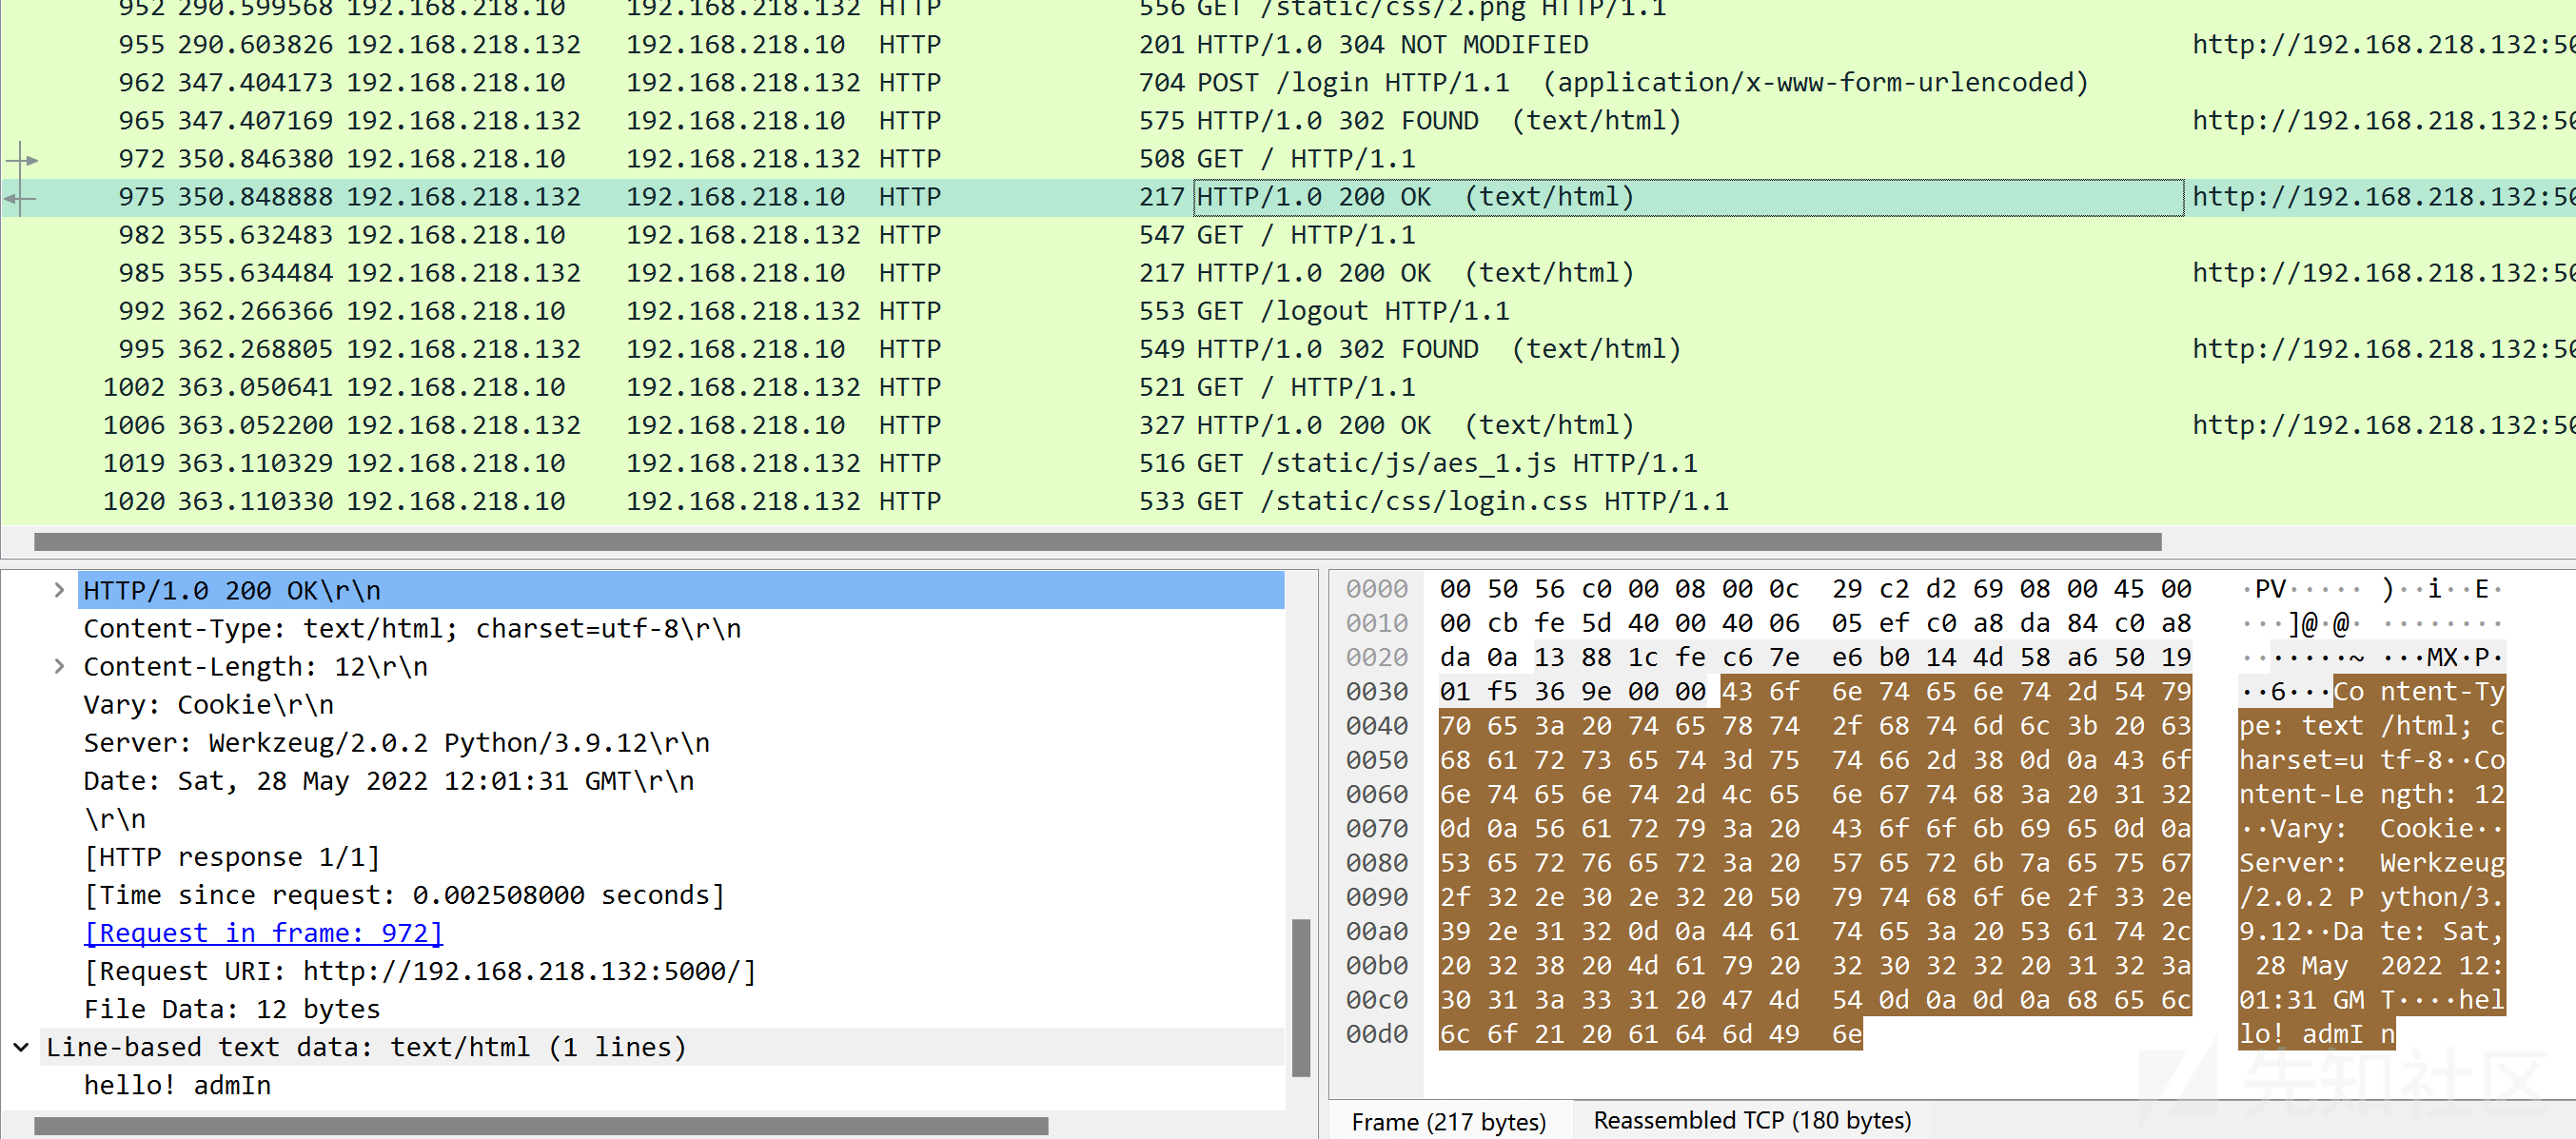 952 290.599568 192.168.218.10 192.168.218.132 HTTP 556 GET /static/css/2.png HTTP/1.1
955 290.603826 192.168.218.132 192.168.218.10 HTTP 201 HTTP/1.0 304 NOT MODIFIED http://192.168.218.132:50
962 347.404173 192.168.218.10 192.168.218.132 HTTP 704 POST /login HTTP/1.1 (application/x-www-form-urlencoded)
965 347.407169 192.168.218.132 192.168.218.10 HTTP 575 HTTP/1.0 302 FOUND (text/html) http://192.168.218.132:50
972 350.846380 192.168.218.10 192.168.218.132 HTTP 508 GET / HTTP/1.1
975 350.848888 192.168.218.132 192.168.218.10 HTTP 217 HTTP/1.0 200 OK (text/html) http://192.168.218.132:50
982 355.632483 192.168.218.10 192.168.218.132 HTTP 547 GET / HTTP/1.1
985 355.634484 192.168.218.132 192.168.218.10 HTTP 217 HTTP/1.0 200 OK (text/html) http://192.168.218.132:50
992 362.266366 192.168.218.10 192.168.218.132 HTTP 553 GET /logout HTTP/1.1
995 362.268805 192.168.218.132 192.168.218.10 HTTP 549 HTTP/1.0 302 FOUND (text/html) http://192.168.218.132:50
1002 363.050641 192.168.218.10 192.168.218.132 HTTP 521 GET / HTTP/1.1
1006 363.052200 192.168.218.132 192.168.218.10 HTTP 327 HTTP/1.0 200 OK (text/html) http://192.168.218.132:50
1019 363.110329 192.168.218.10 192.168.218.132 HTTP 516 GET /static/js/aes_1.js HTTP/1.1
1020 363.110330 192.168.218.10 192.168.218.132 HTTP 533 GET /static/css/login.css HTTP/1.1
HTTP/1.0 200 OK\r\n
Content-Type: text/html; charset=utf-8\r\n
Content-Length: 12\r\n
Vary: Cookie\r\n
Server: Werkzeug/2.0.2 Python/3.9.12\r\n
Date: Sat, 28 May 2022 12:01:31 GMT\r\n
\r\n
[HTTP response 1/1]
[Time since request: 0.002508000 seconds]
[Request in frame: 972]
[Request URI: http://192.168.218.132:5000/]
File Data: 12 bytes
Line-based text data: text/html (1 lines)
hello! admIn
0000 00 50 56 c0 00 08 00 0c 29 c2 d2 69 08 00 45 00 ·PV····· )··i··E·
0010 00 cb fe 5d 40 00 40 06 05 ef c0 a8 da 84 c0 a8 ···]@·@· ········
0020 da 0a 13 88 1c fe c6 7e e6 b0 14 4d 58 a6 50 19 ·······~ ···MX·P·
0030 01 f5 36 9e 00 00 43 6f 6e 74 65 6e 74 2d 54 79 ··6···Co ntent-Ty
0040 70 65 3a 20 74 65 78 74 2f 68 74 6d 6c 3b 20 63 pe: text /html; c
0050 68 61 72 73 65 74 3d 75 74 66 2d 38 0d 0a 43 6f harset=u tf-8··Co
0060 6e 74 65 6e 74 2d 4c 65 6e 67 74 68 3a 20 31 32 ntent-Le ngth: 12
0070 0d 0a 56 61 72 79 3a 20 43 6f 6f 6b 69 65 0d 0a ··Vary: Cookie··
0080 53 65 72 76 65 72 3a 20 57 65 72 6b 7a 65 75 67 Server: Werkzeug
0090 2f 32 2e 30 2e 32 20 50 79 74 68 6f 6e 2f 33 2e /2.0.2 P ython/3.
00a0 39 2e 31 32 0d 0a 44 61 74 65 3a 20 53 61 74 2c 9.12··Da te: Sat,
00b0 20 32 38 20 4d 61 79 20 32 30 32 32 20 31 32 3a 28 May 2022 12:
00c0 30 31 3a 33 31 20 47 4d 54 0d 0a 0d 0a 68 65 6c 01:31 GM T····hel
00d0 6c 6f 21 20 61 64 6d 49 6e lo! admI n
先知社区
Frame (217 bytes) Reassembled TCP (180 bytes)